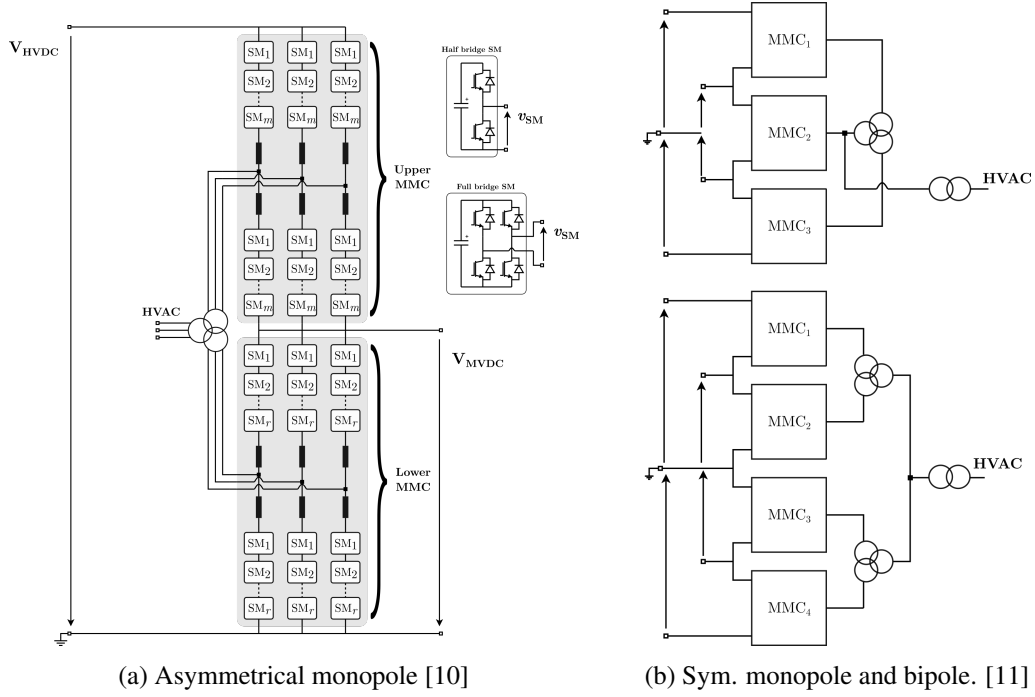 V_HVDC
SM₁ SM₁ SM₁
SM₂ SM₂ SM₂
SMₘ SMₘ SMₘ
Upper
MMC
HVAC
SM₁ SM₁ SM₁
SM₂ SM₂ SM₂
SMₘ SMₘ SMₘ
V_MVDC
SM₁ SM₁ SM₁
SM₂ SM₂ SM₂
SMᵣ SMᵣ SMᵣ
Lower
MMC
SM₁ SM₁ SM₁
SM₂ SM₂ SM₂
SMᵣ SMᵣ SMᵣ
Half bridge SM
+
v_SM
Full bridge SM
+
v_SM
(a) Asymmetrical monopole [10]
MMC₁
MMC₂
HVAC
MMC₃
MMC₁
MMC₂
HVAC
MMC₃
MMC₄
(b) Sym. monopole and bipole. [11]